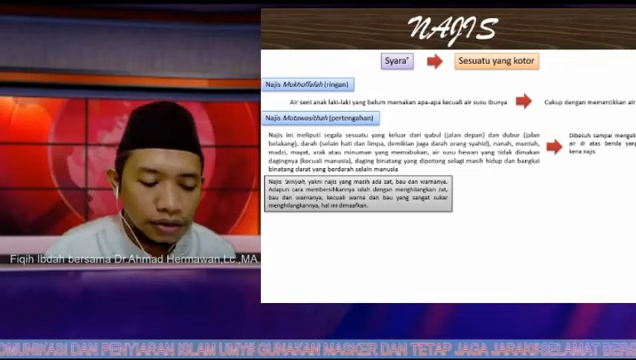 NAJIS
Syara' Sesuatu yang kotor
Najis Mukhaffafah (ringan)
Air seni anak laki-laki yang belum memakan apa-apa kecuali air susu ibunya
Cukup dengan memercikkan air
Najis Mutawasithah (pertengahan)
Najis ini meliputi segala sesuatu yang keluar dari qubul (jalan depan) dan dubur (jalan
belakang), darah (selain hati dan limpa, demikian jaga darah orang syahid), nanah, muntah,
madzi, mayat, arak atau minuman yang memabukan, air susu hewan yang tidak dimakan
dagingnya (kecuali manusia), daging binatang yang dipotong selagi masih hidup dan bangkai
binatang darat yang berdarah selain manusia
Dibasuh sampai mengali
air di atas benda yang
kena najis
Najis 'ainiyah, yakni najis yang masih ada zat, bau dan warnanya.
Adapun cara membersihkannya ialah dengan menghilangkan zat,
bau dan warnanya, kecuali warna dan bau yang sangat sukar
menghilangkannya, hal ini dimaafkan.
Fiqih Ibdah bersama Dr.Ahmad Hermawan,Lc.,MA.
OMUNIKASI DAN PENYIARAN ISLAM UMY# GUNAKAN MASKER DAN TETAP JAGA JARAK! SELAMAT BERG